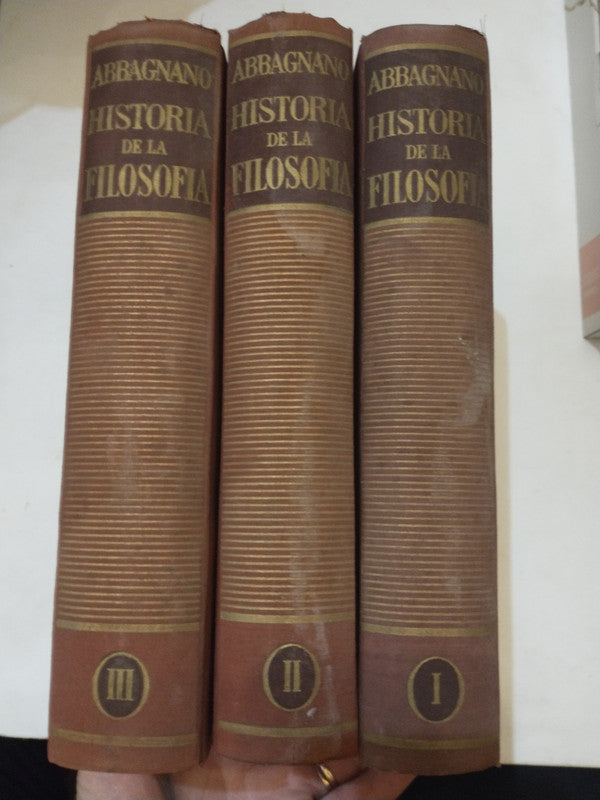 ABBAGNANO
HISTORIA
DE LA
FILOSOFIA
III
ABBAGNANO
HISTORIA
DE LA
FILOSOFIA
II
ABBAGNANO
HISTORIA
DE LA
FILOSOFIA
I